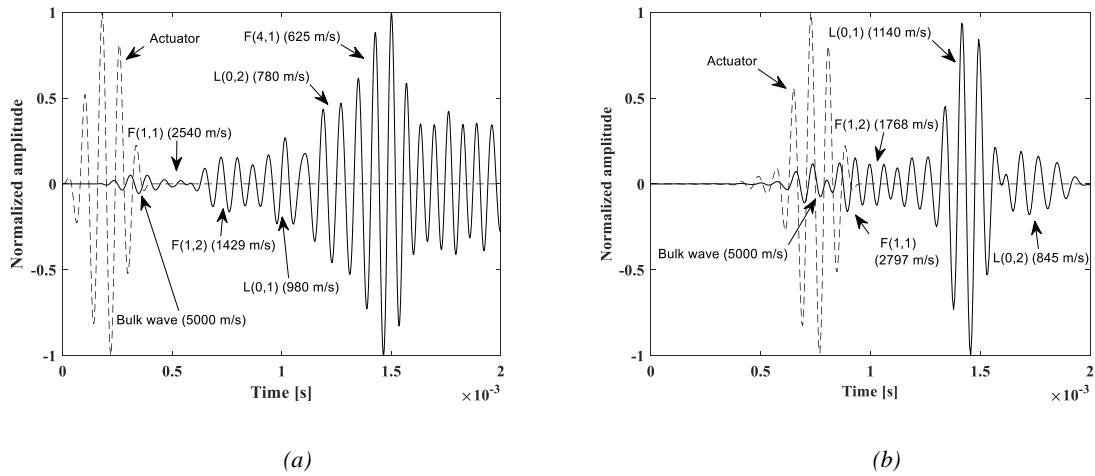 1
0.5
0
-0.5
-1
Normalized amplitude
Actuator
F(4,1) (625 m/s)
L(0,2) (780 m/s)
F(1,1) (2540 m/s)
F(1,2) (1429 m/s)
L(0,1) (980 m/s)
Bulk wave (5000 m/s)
0 0.5 1 1.5 2
Time [s]
×10⁻³
(a)
1
0.5
0
-0.5
-1
Normalized amplitude
L(0,1) (1140 m/s)
Actuator
F(1,2) (1768 m/s)
Bulk wave (5000 m/s)
F(1,1)
(2797 m/s)
L(0,2) (845 m/s)
0 0.5 1 1.5 2
Time [s]
×10⁻³
(b)